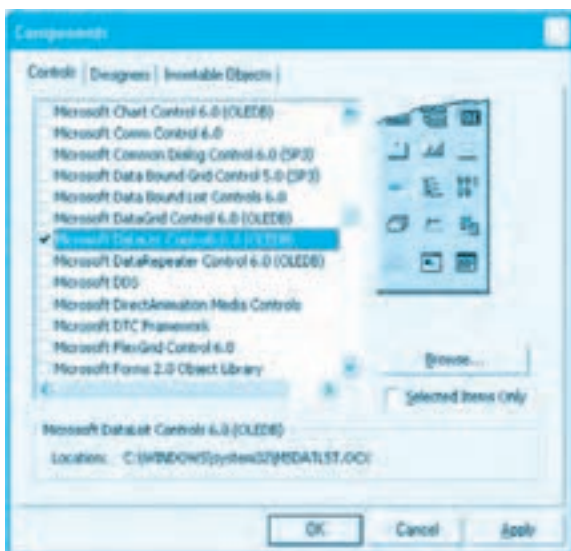 Components
Controls | Designers | Insertable Objects |
Microsoft Chart Control 6.0 (OLEDB)
Microsoft Comm Control 6.0
Microsoft Common Dialog Control 6.0 (SP3)
Microsoft Data Bound Grid Control 5.0 (SP3)
Microsoft Data Bound List Controls 6.0
Microsoft DataGrid Control 6.0 (OLEDB)
Microsoft DataList Controls 6.0 (OLEDB)
Microsoft DataRepeater Control 6.0 (OLEDB)
Microsoft DDS
Microsoft DirectAnimation Media Controls
Microsoft DTC Framework
Microsoft FlexGrid Control 6.0
Microsoft Forms 2.0 Object Library
Browse...
Selected Items Only
Microsoft DataList Controls 6.0 (OLEDB)
Location: C:\WINDOWS\system32\MSDATLST.OCX
OK Cancel Apply